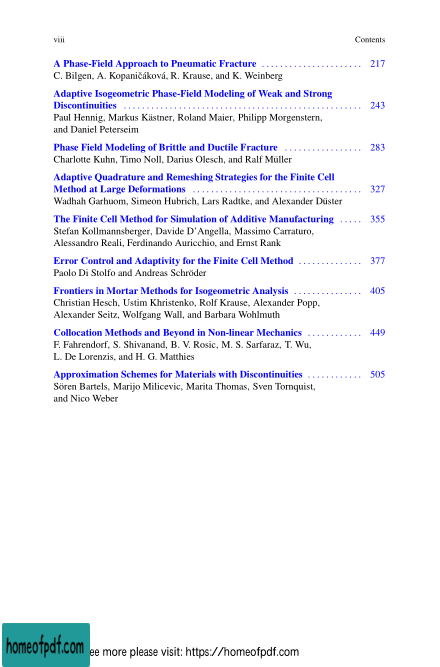 viii Contents
A Phase-Field Approach to Pneumatic Fracture ...................... 217
C. Bilgen, A. Kopaničáková, R. Krause, and K. Weinberg
Adaptive Isogeometric Phase-Field Modeling of Weak and Strong
Discontinuities .................................................... 243
Paul Hennig, Markus Kästner, Roland Maier, Philipp Morgenstern,
and Daniel Peterseim
Phase Field Modeling of Brittle and Ductile Fracture ................. 283
Charlotte Kuhn, Timo Noll, Darius Olesch, and Ralf Müller
Adaptive Quadrature and Remeshing Strategies for the Finite Cell
Method at Large Deformations ..................................... 327
Wadhah Garhuom, Simeon Hubrich, Lars Radtke, and Alexander Düster
The Finite Cell Method for Simulation of Additive Manufacturing ..... 355
Stefan Kollmannsberger, Davide D’Angella, Massimo Carraturo,
Alessandro Reali, Ferdinando Auricchio, and Ernst Rank
Error Control and Adaptivity for the Finite Cell Method .............. 377
Paolo Di Stolfo and Andreas Schröder
Frontiers in Mortar Methods for Isogeometric Analysis ............... 405
Christian Hesch, Ustim Khristenko, Rolf Krause, Alexander Popp,
Alexander Seitz, Wolfgang Wall, and Barbara Wohlmuth
Collocation Methods and Beyond in Non-linear Mechanics ............ 449
F. Fahrendorf, S. Shivanand, B. V. Rosic, M. S. Sarfaraz, T. Wu,
L. De Lorenzis, and H. G. Matthies
Approximation Schemes for Materials with Discontinuities ............ 505
Sören Bartels, Marijo Milicevic, Marita Thomas, Sven Tornquist,
and Nico Weber
homeofpdf.com ee more please visit: https://homeofpdf.com